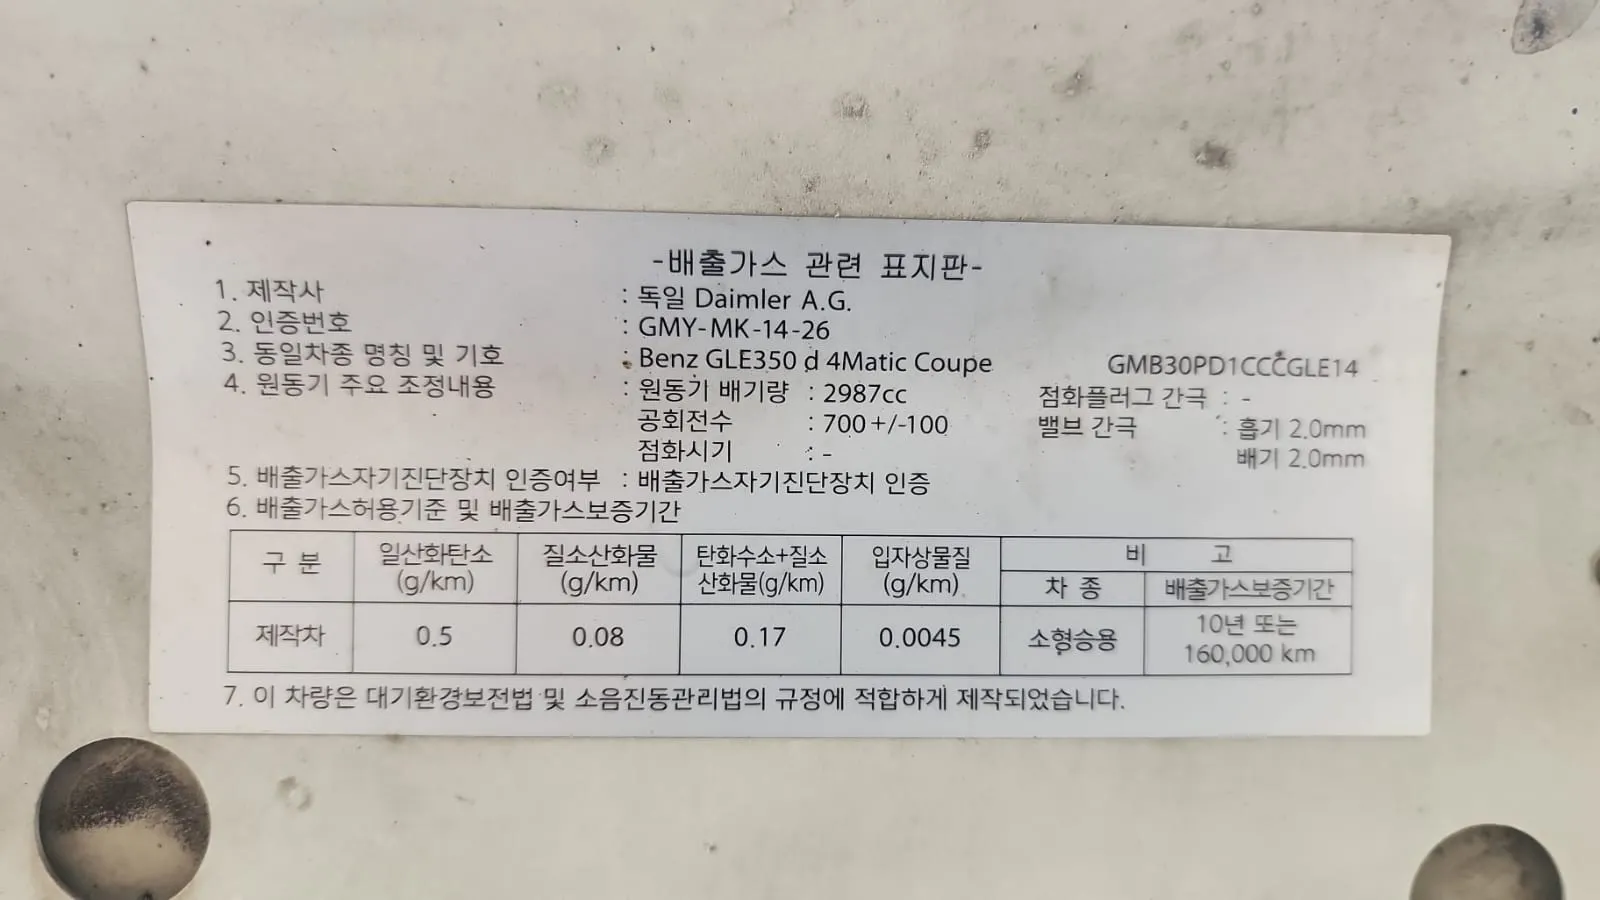 -배출가스 관련 표지판-
1. 제작사 : 독일 Daimler A.G.
2. 인증번호 : GMY-MK-14-26
3. 동일차종 명칭 및 기호 : Benz GLE350 d 4Matic Coupe GMB30PD1CCCGLE14
4. 원동기 주요 조정내용 : 원동기 배기량 : 2987cc 점화플러그 간극 : -
공회전수 : 700+/-100 밸브 간극 : 흡기 2.0mm
점화시기 : - 배기 2.0mm
5. 배출가스자기진단장치 인증여부 : 배출가스자기진단장치 인증
6. 배출가스허용기준 및 배출가스보증기간
구 분 일산화탄소 질소산화물 탄화수소+질소 입자상물질 비 고
(g/km) (g/km) 산화물(g/km) (g/km) 차 종 배출가스보증기간
제작차 0.5 0.08 0.17 0.0045 소형승용 10년 또는
160,000 km
7. 이 차량은 대기환경보전법 및 소음진동관리법의 규정에 적합하게 제작되었습니다.